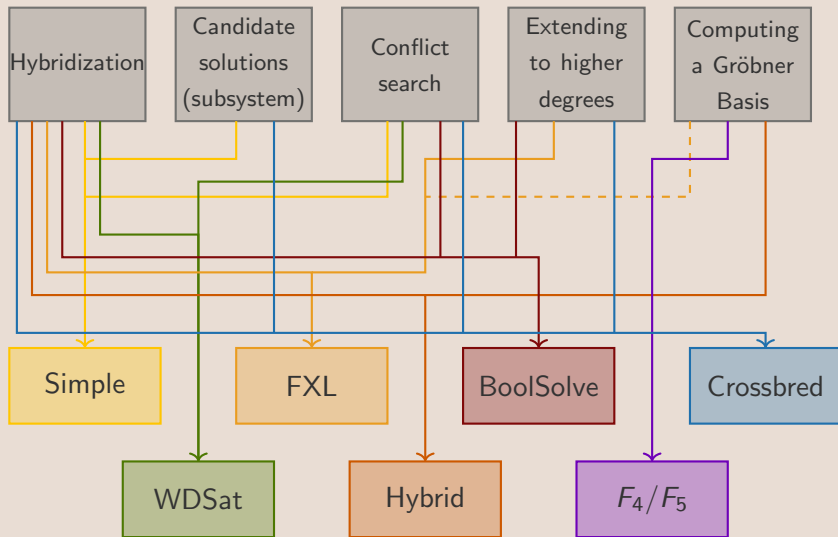 Hybridization
Candidate
solutions
(subsystem)
Conflict
search
Extending
to higher
degrees
Computing
a Gröbner
Basis
Simple
FXL
BoolSolve
Crossbred
WDSat
Hybrid
F₄/F₅